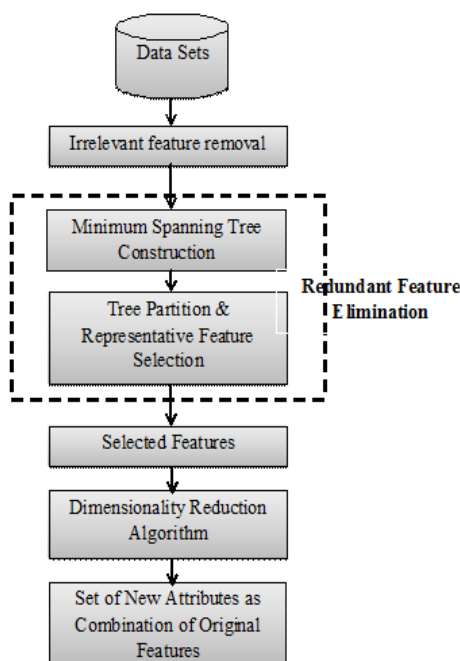 Data Sets
Irrelevant feature removal
Minimum Spanning Tree
Construction
Tree Partition &
Representative Feature
Selection
Redundant Feature
Elimination
Selected Features
Dimensionality Reduction
Algorithm
Set of New Attributes as
Combination of Original
Features